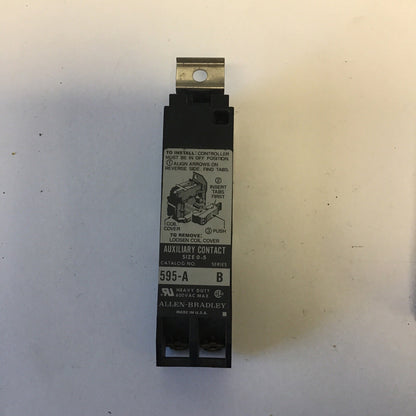 TO INSTALL: CONTROLLER
MUST BE IN OFF POSITION.
① ALIGN ARROWS ON
REVERSE SIDE: FIND TABS.
② INSERT
TABS
FIRST
COIL
COVER
③ PUSH
TO REMOVE:
LOOSEN COIL COVER
AUXILIARY CONTACT
SIZE 0-5
CATALOG NO. SERIES
595-A B
HEAVY DUTY
600VAC MAX.
ALLEN-BRADLEY
MADE IN U.S.A.